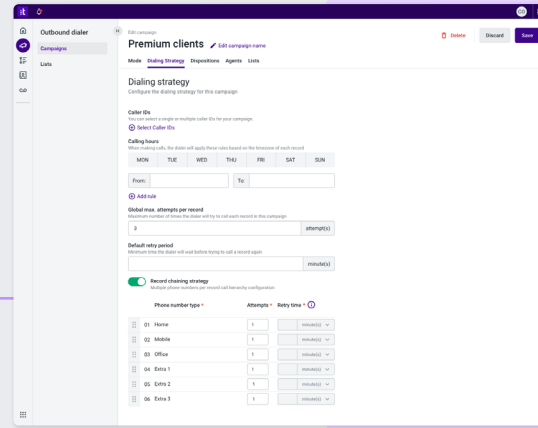 CO
Outbound dialer
Campaigns
Lists
Edit campaign
Premium clients
Edit campaign name
Delete
Discard
Save
Mode Dialing Strategy Dispositions Agents Lists
Dialing strategy
Configure the dialing strategy for this campaign
Caller IDs
You can select a single or multiple caller IDs for your campaign.
Select Caller IDs
Calling hours
When making calls, the dialer will apply these rules based on the timezone of each record
MON TUE WED THU FRI SAT SUN
From: To:
Add rule
Global max. attempts per record
Maximum number of times the dialer will try to call each record in this campaign
3 attempt(s)
Default retry period
Minimum time the dialer will wait before trying to call a record again
minute(s)
Record chaining strategy
Multiple phone numbers per record call hierarchy configuration
Phone number type * Attempts * Retry time *
01 Home 1 minute(s)
02 Mobile 1 minute(s)
03 Office 1 minute(s)
04 Extra 1 1 minute(s)
05 Extra 2 1 minute(s)
06 Extra 3 1 minute(s)